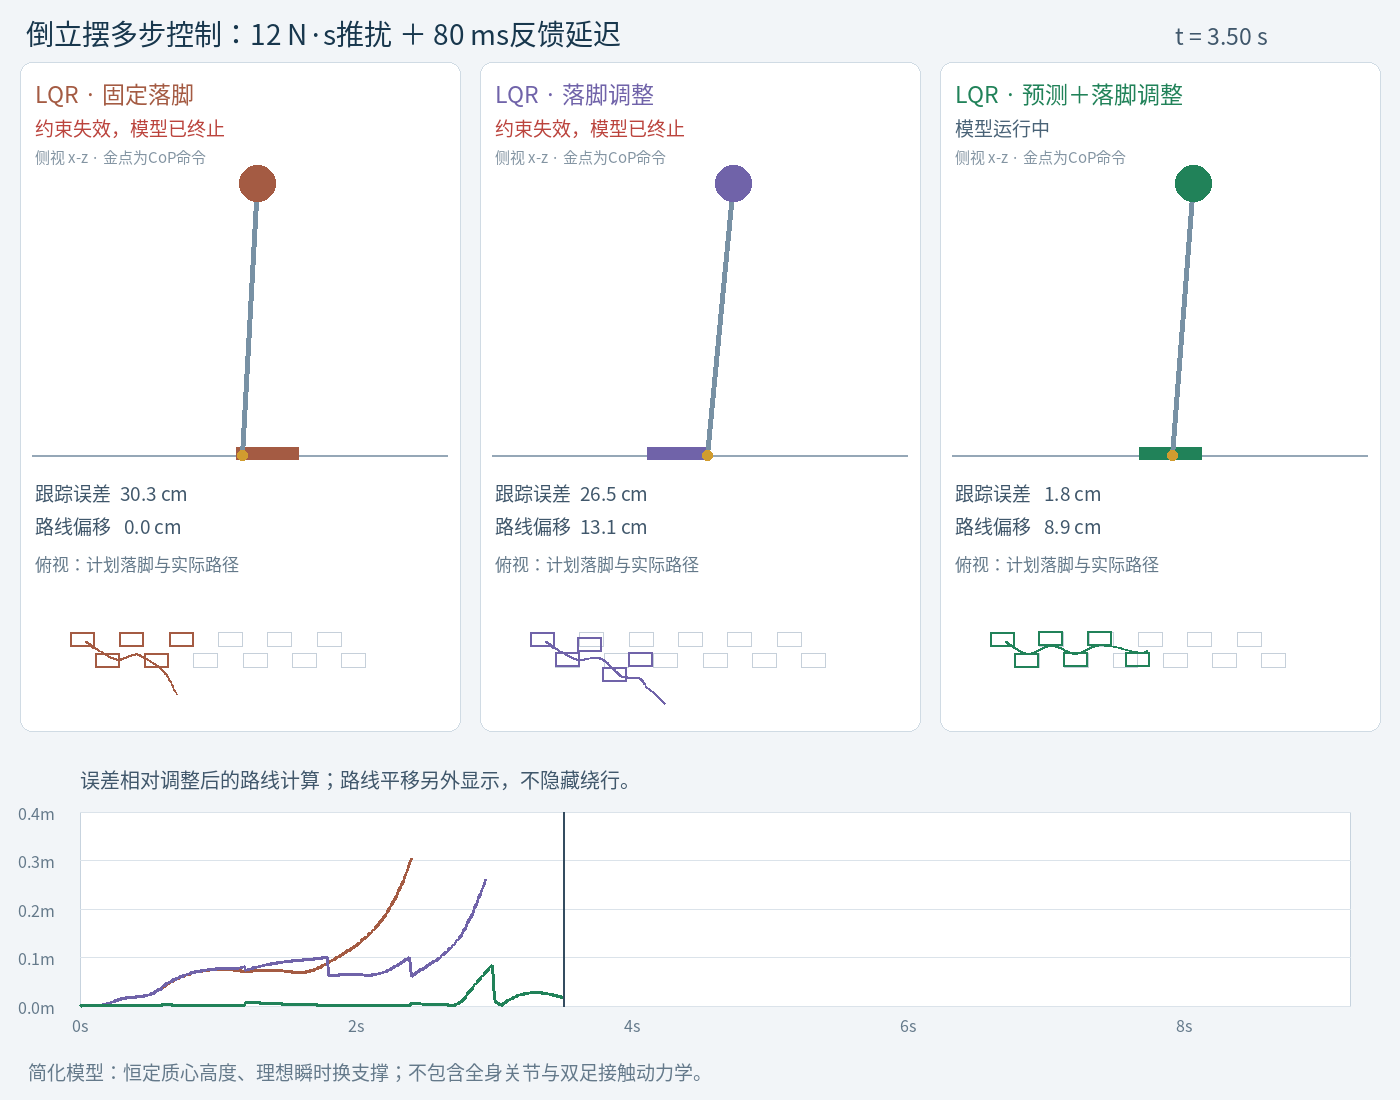 倒立摆多步控制：12 N·s推扰 ＋ 80 ms反馈延迟
t = 3.50 s
LQR · 固定落脚
约束失效，模型已终止
侧视 x-z · 金点为CoP命令
跟踪误差 30.3 cm
路线偏移 0.0 cm
俯视：计划落脚与实际路径
LQR · 落脚调整
约束失效，模型已终止
侧视 x-z · 金点为CoP命令
跟踪误差 26.5 cm
路线偏移 13.1 cm
俯视：计划落脚与实际路径
LQR · 预测＋落脚调整
模型运行中
侧视 x-z · 金点为CoP命令
跟踪误差 1.8 cm
路线偏移 8.9 cm
俯视：计划落脚与实际路径
误差相对调整后的路线计算；路线平移另外显示，不隐藏绕行。
0.4m
0.3m
0.2m
0.1m
0.0m
0s 2s 4s 6s 8s
简化模型：恒定质心高度、理想瞬时换支撑；不包含全身关节与双足接触动力学。